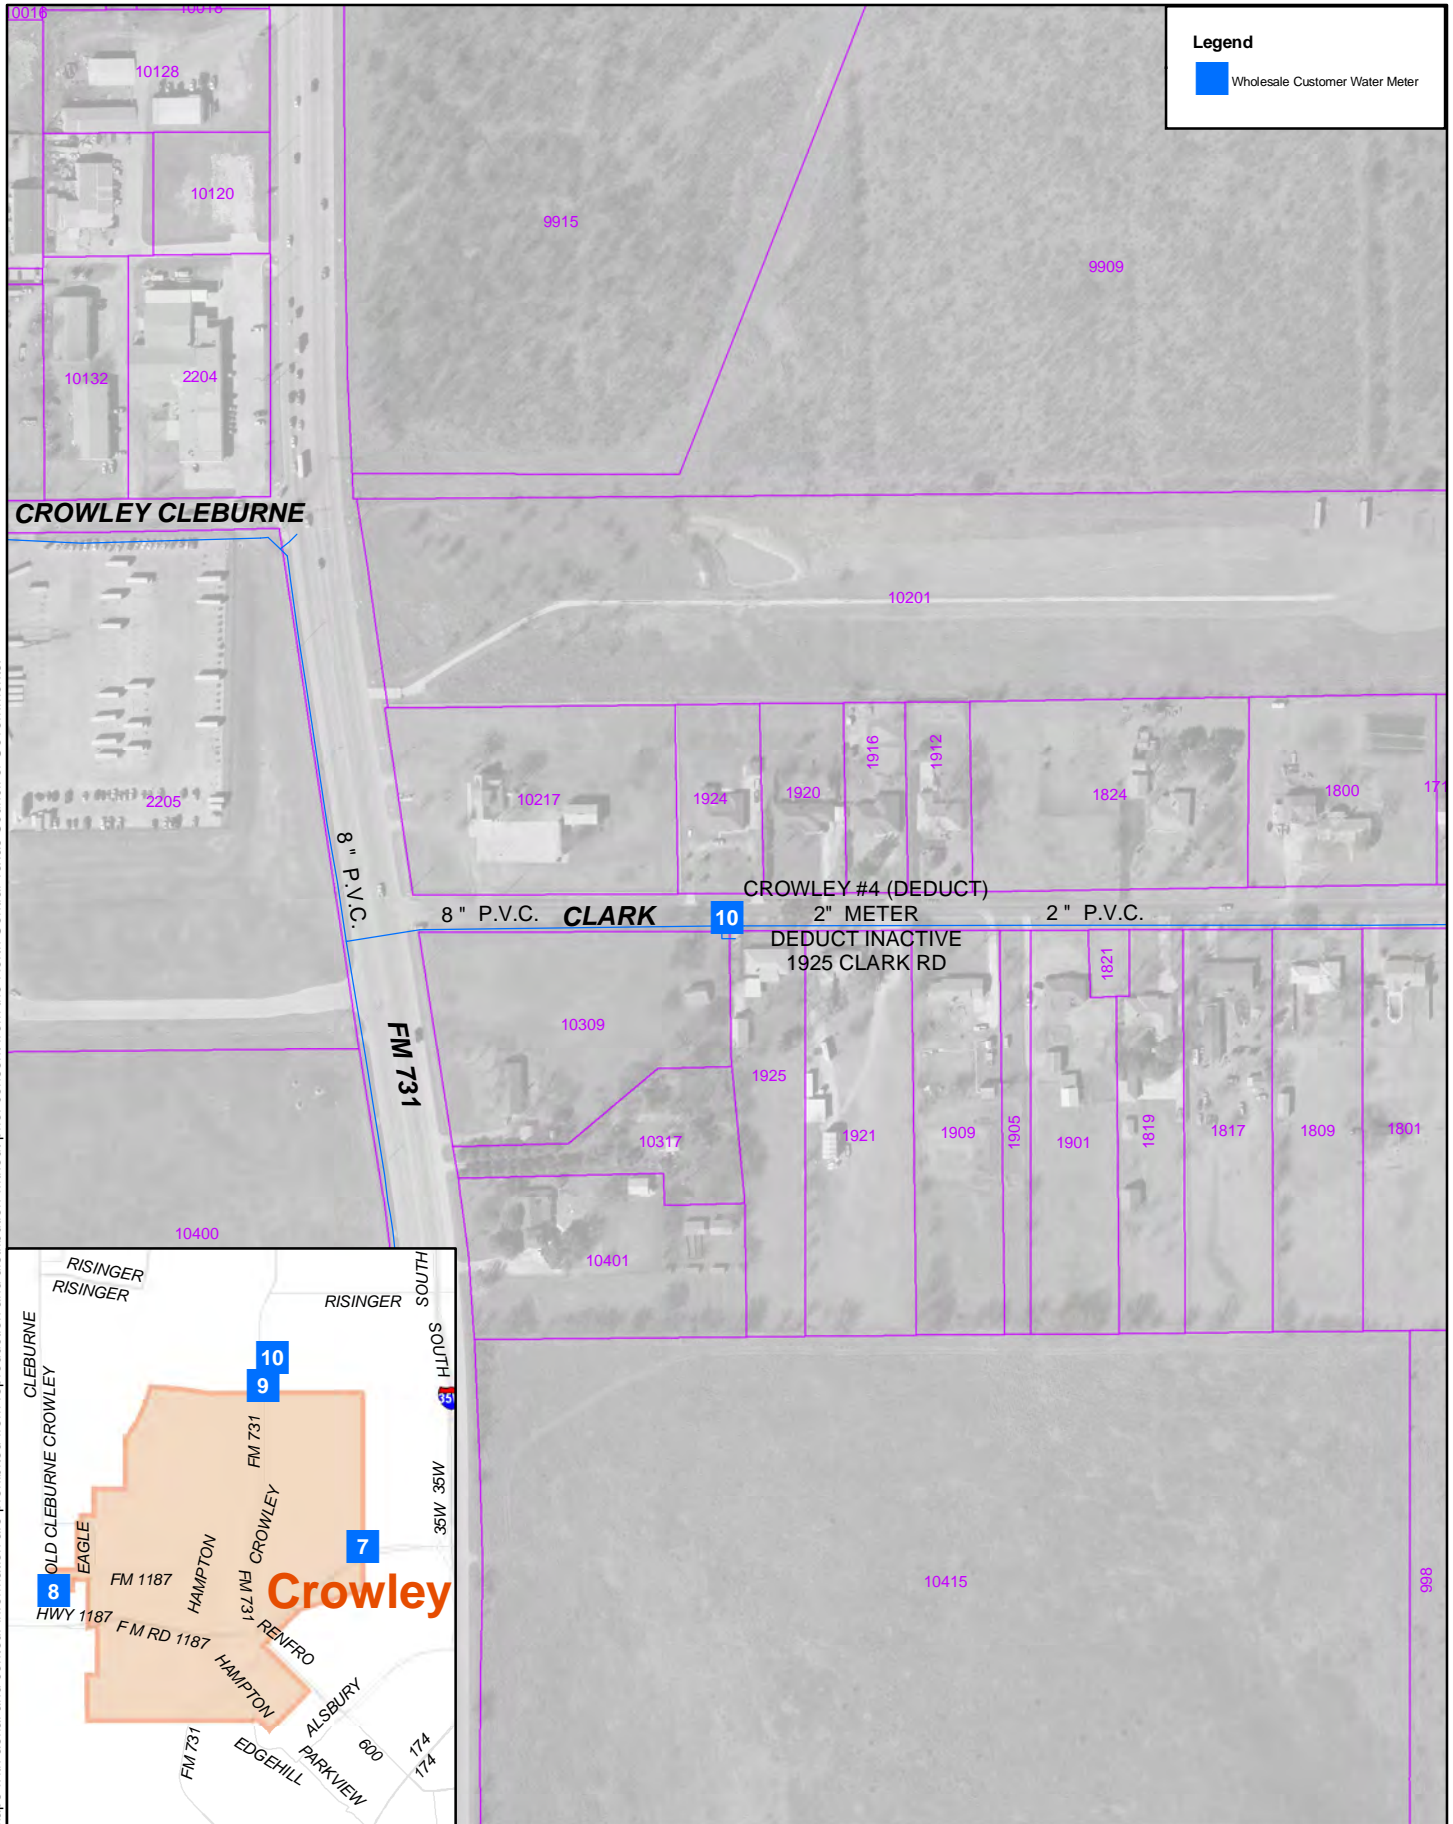 10016
10018
Legend
Wholesale Customer Water Meter
10128
10120
9915
9909
10132
2204
CROWLEY CLEBURNE
10201
2205
10217
1924
1920
1916
1912
1824
1800
171
8 " P.V.C.
CROWLEY #4 (DEDUCT)
8 " P.V.C.
CLARK
10
2" METER
2 " P.V.C.
DEDUCT INACTIVE
1925 CLARK RD
1821
FM 731
10309
1925
10317
1921
1909
1905
1901
1819
1817
1809
1801
10400
10401
10415
998
RISINGER
RISINGER
RISINGER
SOUTH
SOUTH
CLEBURNE
OLD CLEBURNE CROWLEY
10
9
35W
FM 731
35W 35W
EAGLE
HAMPTON
CROWLEY
7
8
FM 1187
FM 731
Crowley
HWY 1187
F M RD 1187
RENFRO
HAMPTON
ALSBURY
FM 731
EDGEHILL
PARKVIEW
600
174
174